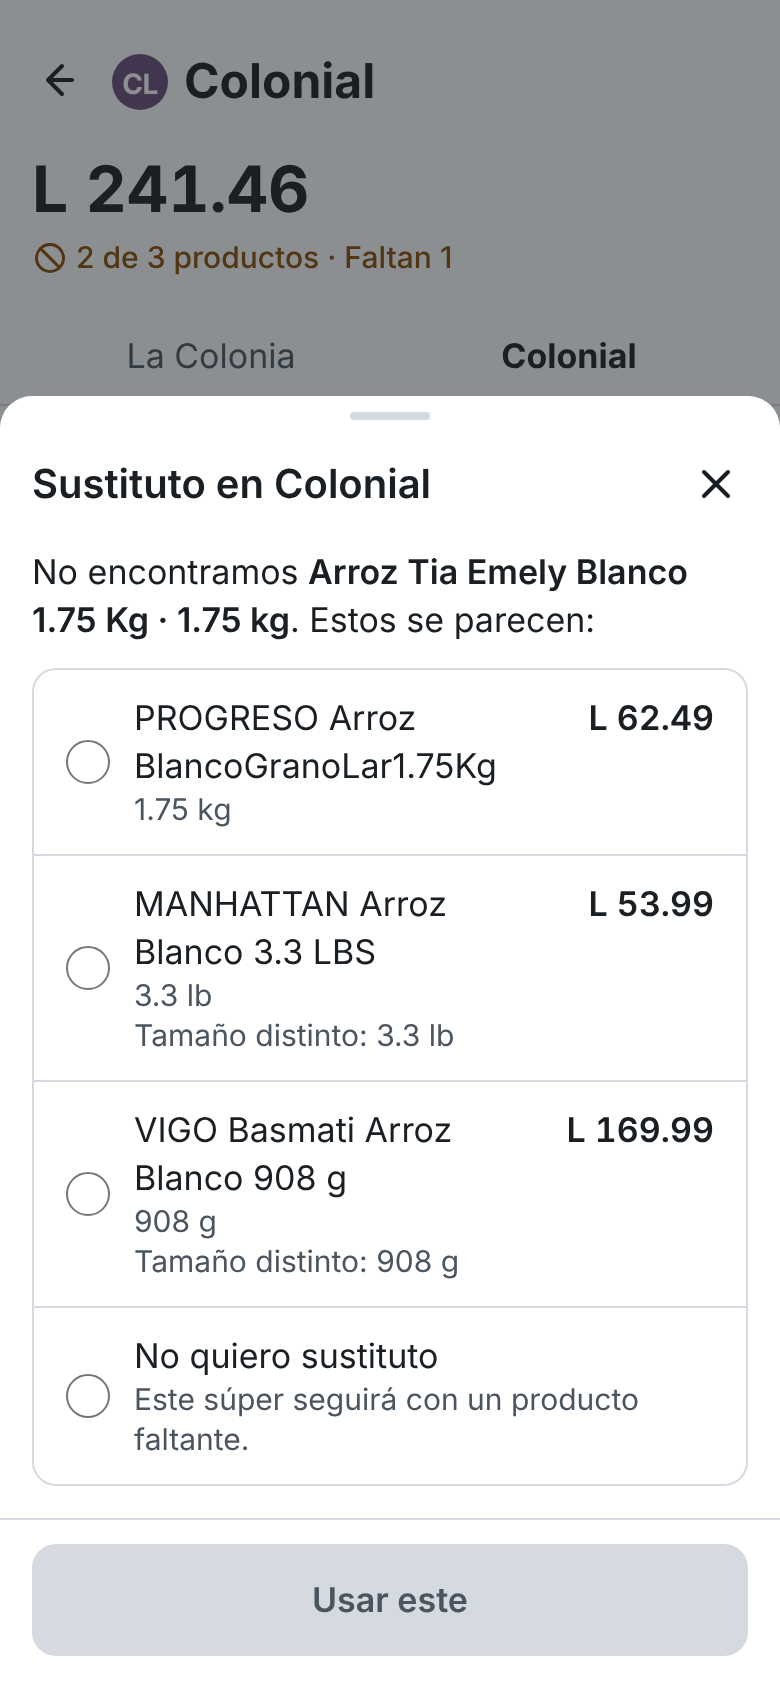 CL Colonial
L 241.46
2 de 3 productos · Faltan 1
La Colonia Colonial
Sustituto en Colonial
No encontramos Arroz Tia Emely Blanco
1.75 Kg · 1.75 kg. Estos se parecen:
PROGRESO Arroz L 62.49
BlancoGranoLar1.75Kg
1.75 kg
MANHATTAN Arroz L 53.99
Blanco 3.3 LBS
3.3 lb
Tamaño distinto: 3.3 lb
VIGO Basmati Arroz L 169.99
Blanco 908 g
908 g
Tamaño distinto: 908 g
No quiero sustituto
Este súper seguirá con un producto
faltante.
Usar este